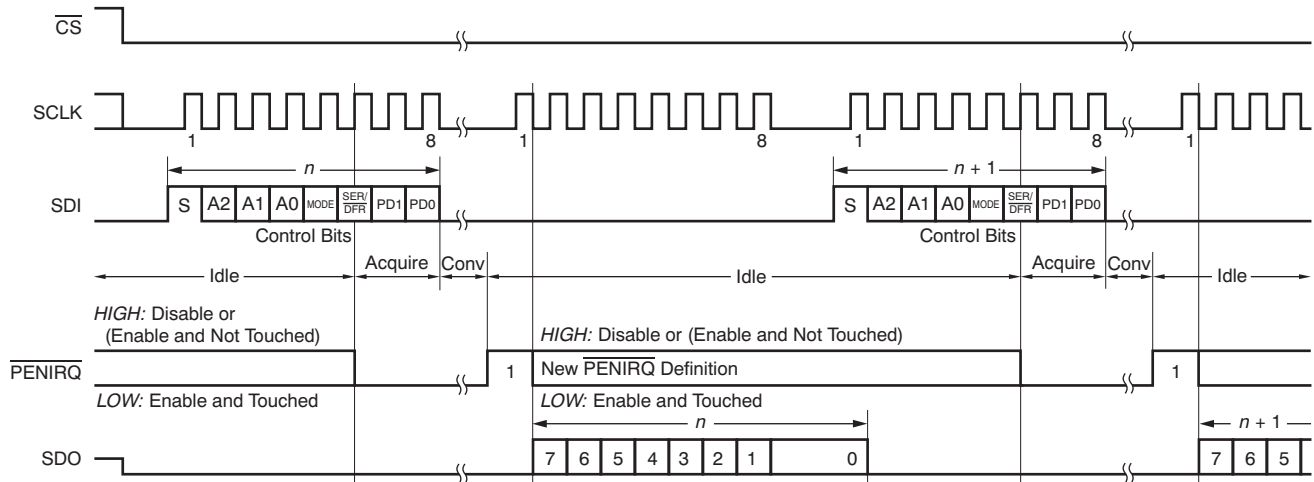 CS
SCLK
1 8 1 8 1 8 1
n n + 1
SDI
S A2 A1 A0 MODE SER/DFR PD1 PD0 S A2 A1 A0 MODE SER/DFR PD1 PD0
Control Bits Control Bits
Idle Acquire Conv Idle Acquire Conv Idle
HIGH: Disable or
(Enable and Not Touched)
HIGH: Disable or (Enable and Not Touched)
PENIRQ
1 New PENIRQ Definition 1
LOW: Enable and Touched LOW: Enable and Touched
n n + 1
SDO
7 6 5 4 3 2 1 0 7 6 5